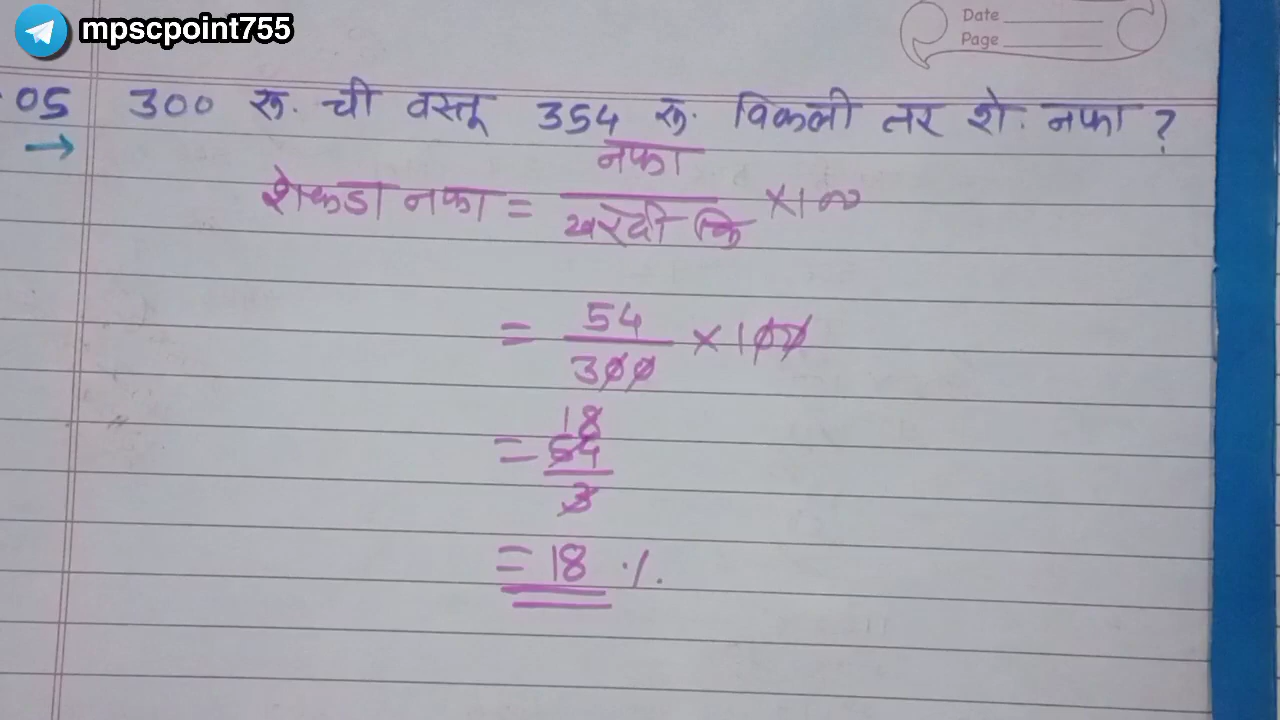 mpscpoint755
Date
Page
05 300 रू. ची वस्तू 354 रु. विकली तर शे. नफा ?
→
शेकडा नफा = नफा / खरेदी कि × 100
= 54 / 300 × 100
18
= 54 / 3
= 18 %